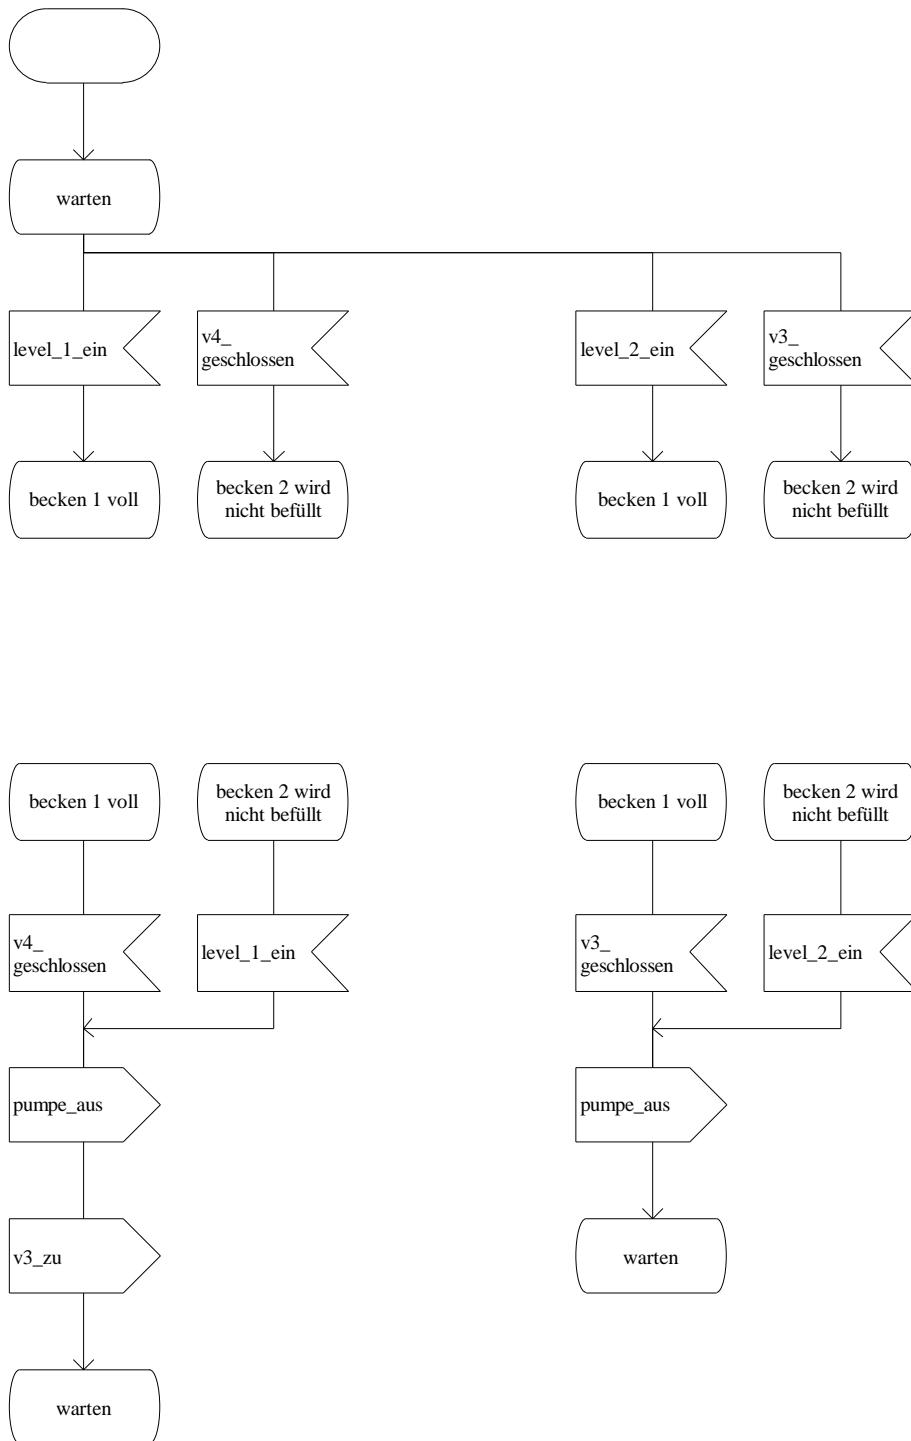 warten
level_1_ein
v4_
geschlossen
level_2_ein
v3_
geschlossen
becken 1 voll
becken 2 wird
nicht befüllt
becken 1 voll
becken 2 wird
nicht befüllt
becken 1 voll
becken 2 wird
nicht befüllt
becken 1 voll
becken 2 wird
nicht befüllt
v4_
geschlossen
level_1_ein
v3_
geschlossen
level_2_ein
pumpe_aus
pumpe_aus
v3_zu
warten
warten